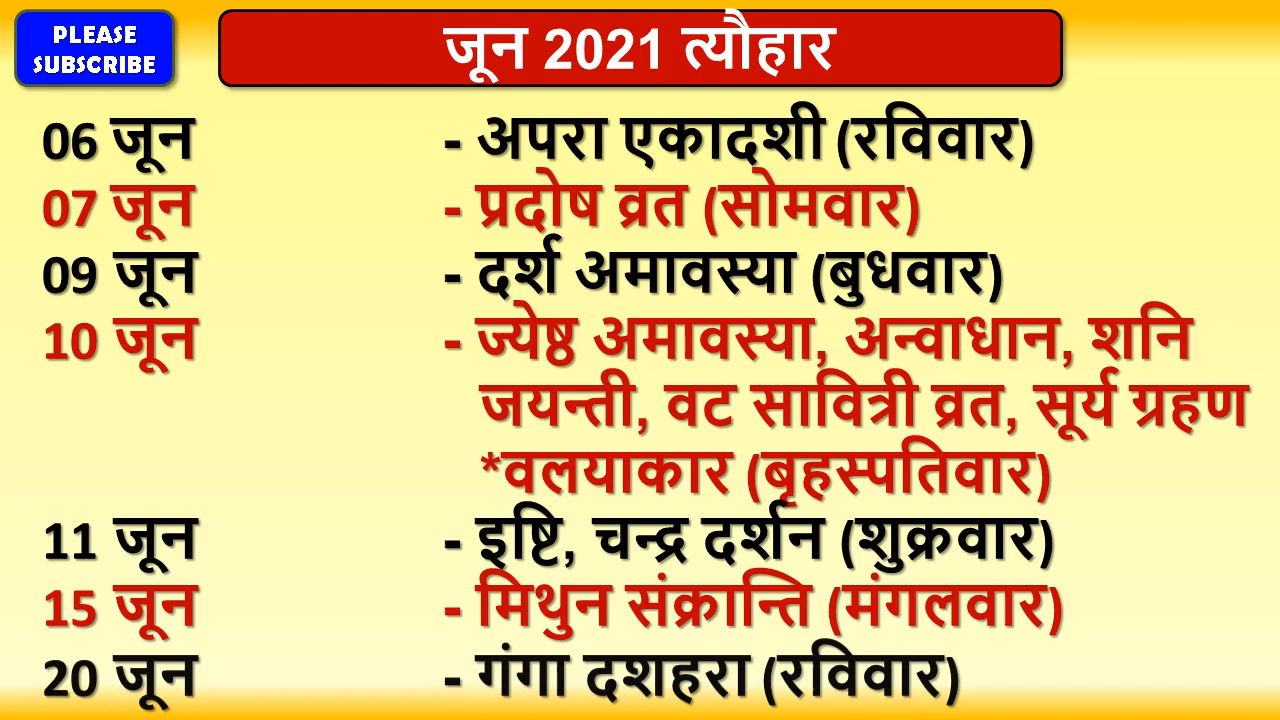 PLEASE
SUBSCRIBE
जून 2021 त्यौहार
06 जून - अपरा एकादशी (रविवार)
07 जून - प्रदोष व्रत (सोमवार)
09 जून - दर्श अमावस्या (बुधवार)
10 जून - ज्येष्ठ अमावस्या, अन्वाधान, शनि
जयन्ती, वट सावित्री व्रत, सूर्य ग्रहण
*वलयाकार (बृहस्पतिवार)
11 जून - इष्टि, चन्द्र दर्शन (शुक्रवार)
15 जून - मिथुन संक्रान्ति (मंगलवार)
20 जून - गंगा दशहरा (रविवार)